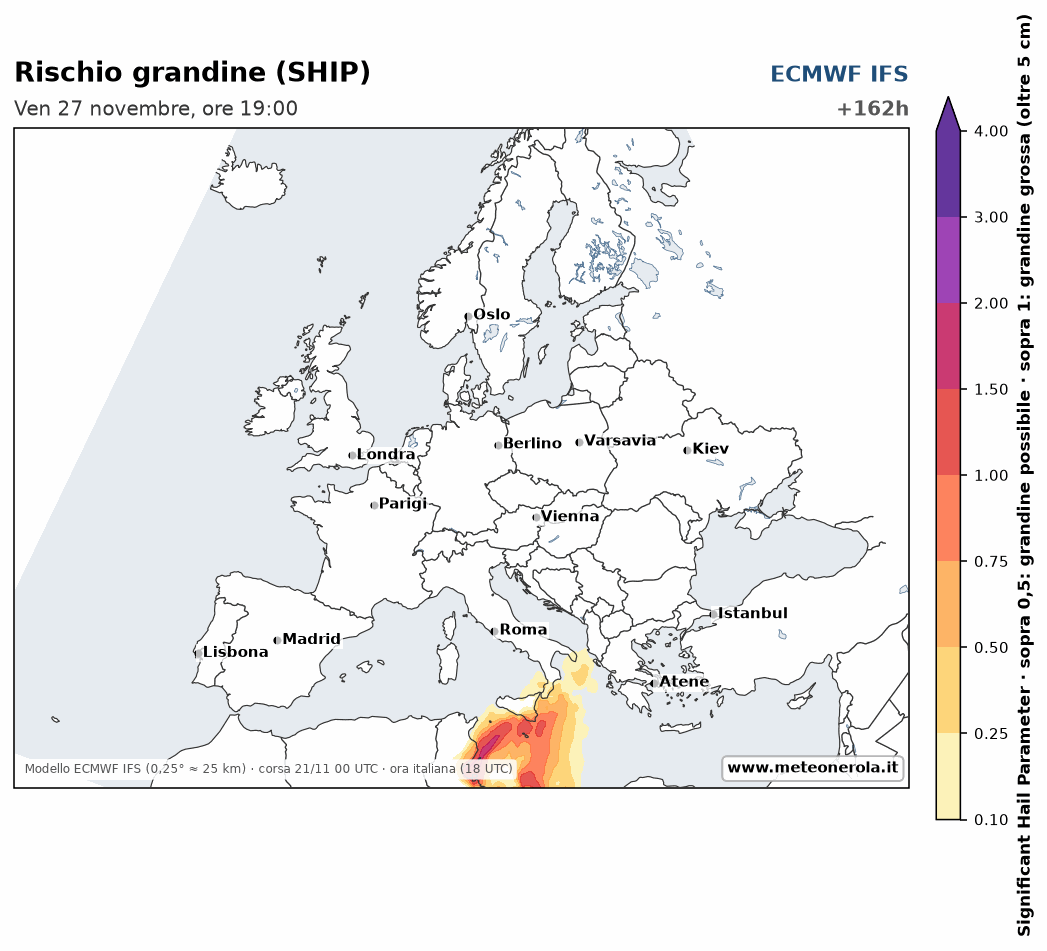 Rischio grandine (SHIP)
ECMWF IFS
Ven 27 novembre, ore 19:00
+162h
Oslo
Londra
Berlino
Varsavia
Kiev
Parigi
Vienna
Istanbul
Roma
Madrid
Lisbona
Atene
Modello ECMWF IFS (0,25° ≈ 25 km) · corsa 21/11 00 UTC · ora italiana (18 UTC)
www.meteonerola.it
4.00
3.00
2.00
1.50
1.00
0.75
0.50
0.25
0.10
Significant Hail Parameter · sopra 0,5: grandine possibile · sopra 1: grandine grossa (oltre 5 cm)